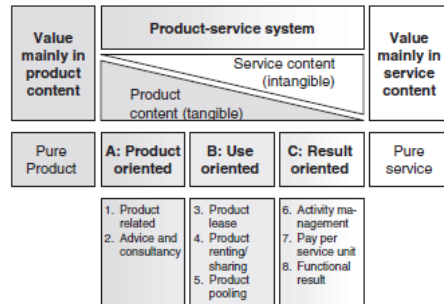 Value
mainly in
product
content
Product-service system
Service content
(intangible)
Product
content (tangible)
Value
mainly in
service
content
Pure
Product
A: Product
oriented
B: Use
oriented
C: Result
oriented
Pure
service
1. Product
related
2. Advice and
consultancy
3. Product
lease
4. Product
renting/
sharing
5. Product
pooling
6. Activity ma-
nagement
7. Pay per
service unit
8. Functional
result